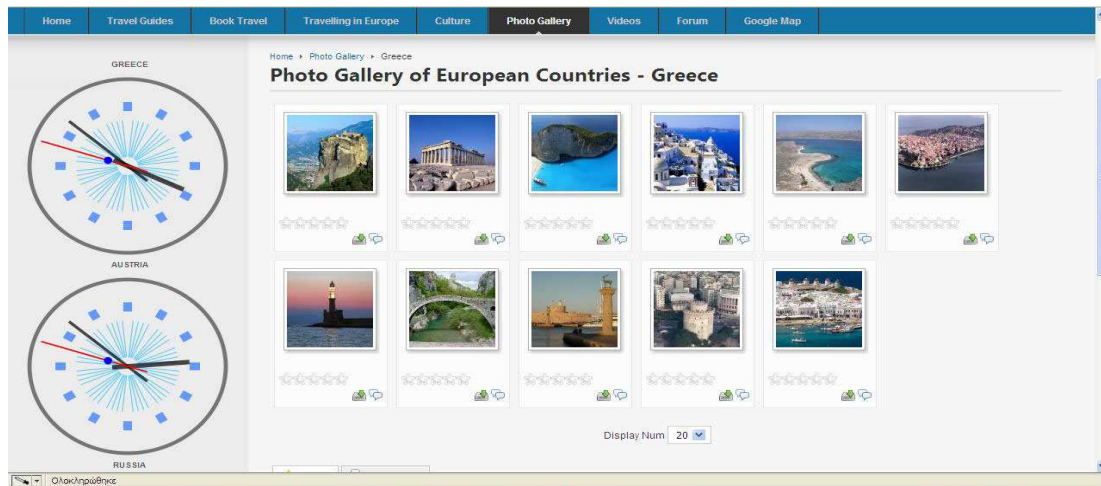 Home Travel Guides Book Travel Travelling in Europe Culture Photo Gallery Videos Forum Google Map
GREECE
Home Photo Gallery Greece
Photo Gallery of European Countries - Greece
AUSTRIA
Display Num 20
RUSSIA
Ολοκληρώθηκε